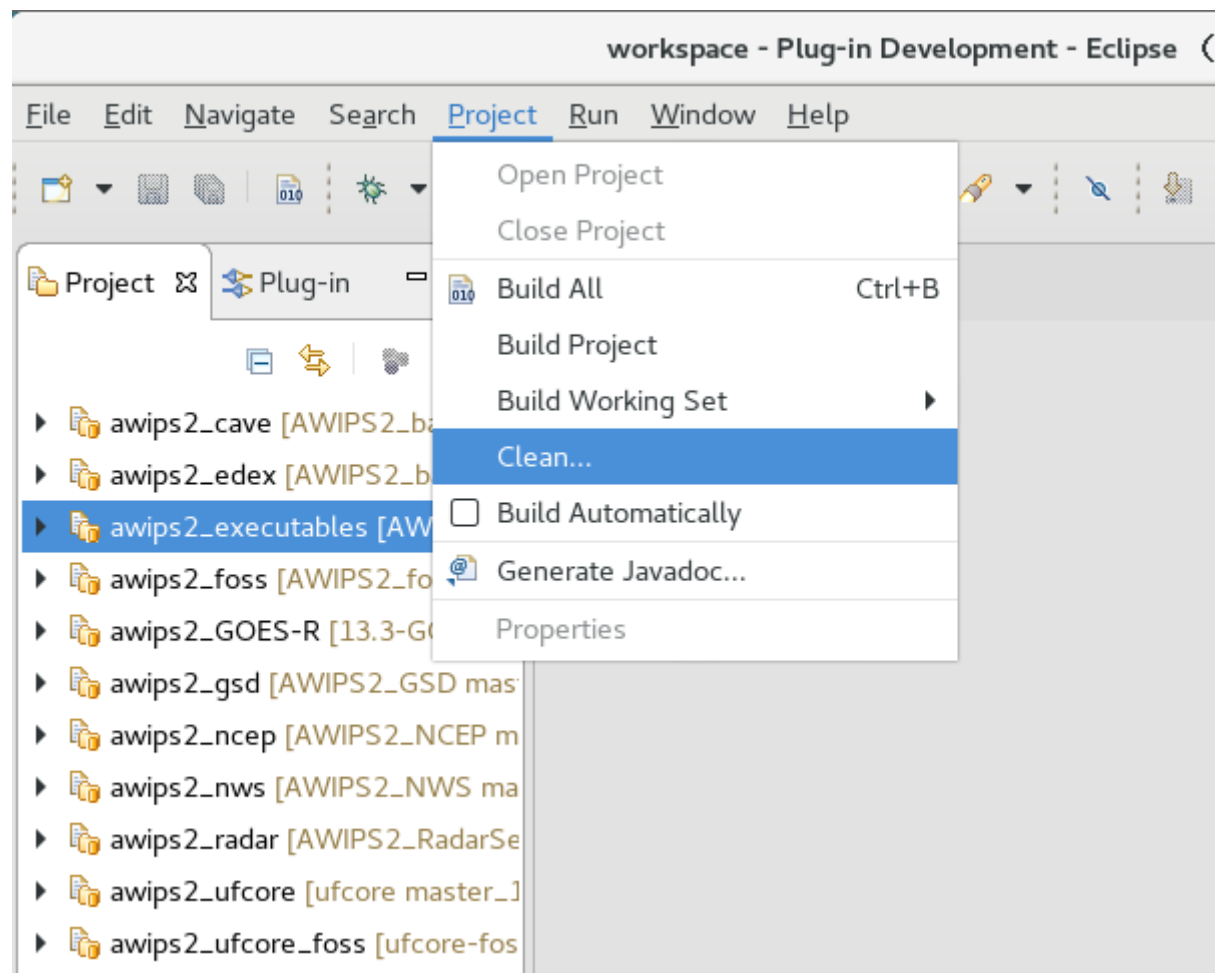 workspace - Plug-in Development - Eclipse (
File Edit Navigate Search Project Run Window Help
Open Project
Close Project
Project Plug-in
Build All Ctrl+B
Build Project
Build Working Set
Clean...
Build Automatically
Generate Javadoc...
Properties
awips2_cave [AWIPS2_ba
awips2_edex [AWIPS2_b
awips2_executables [AW
awips2_foss [AWIPS2_fo
awips2_GOES-R [13.3-GO
awips2_gsd [AWIPS2_GSD mas
awips2_ncep [AWIPS2_NCEP m
awips2_nws [AWIPS2_NWS ma
awips2_radar [AWIPS2_RadarSe
awips2_ufcore [ufcore master_1
awips2_ufcore_foss [ufcore-fos